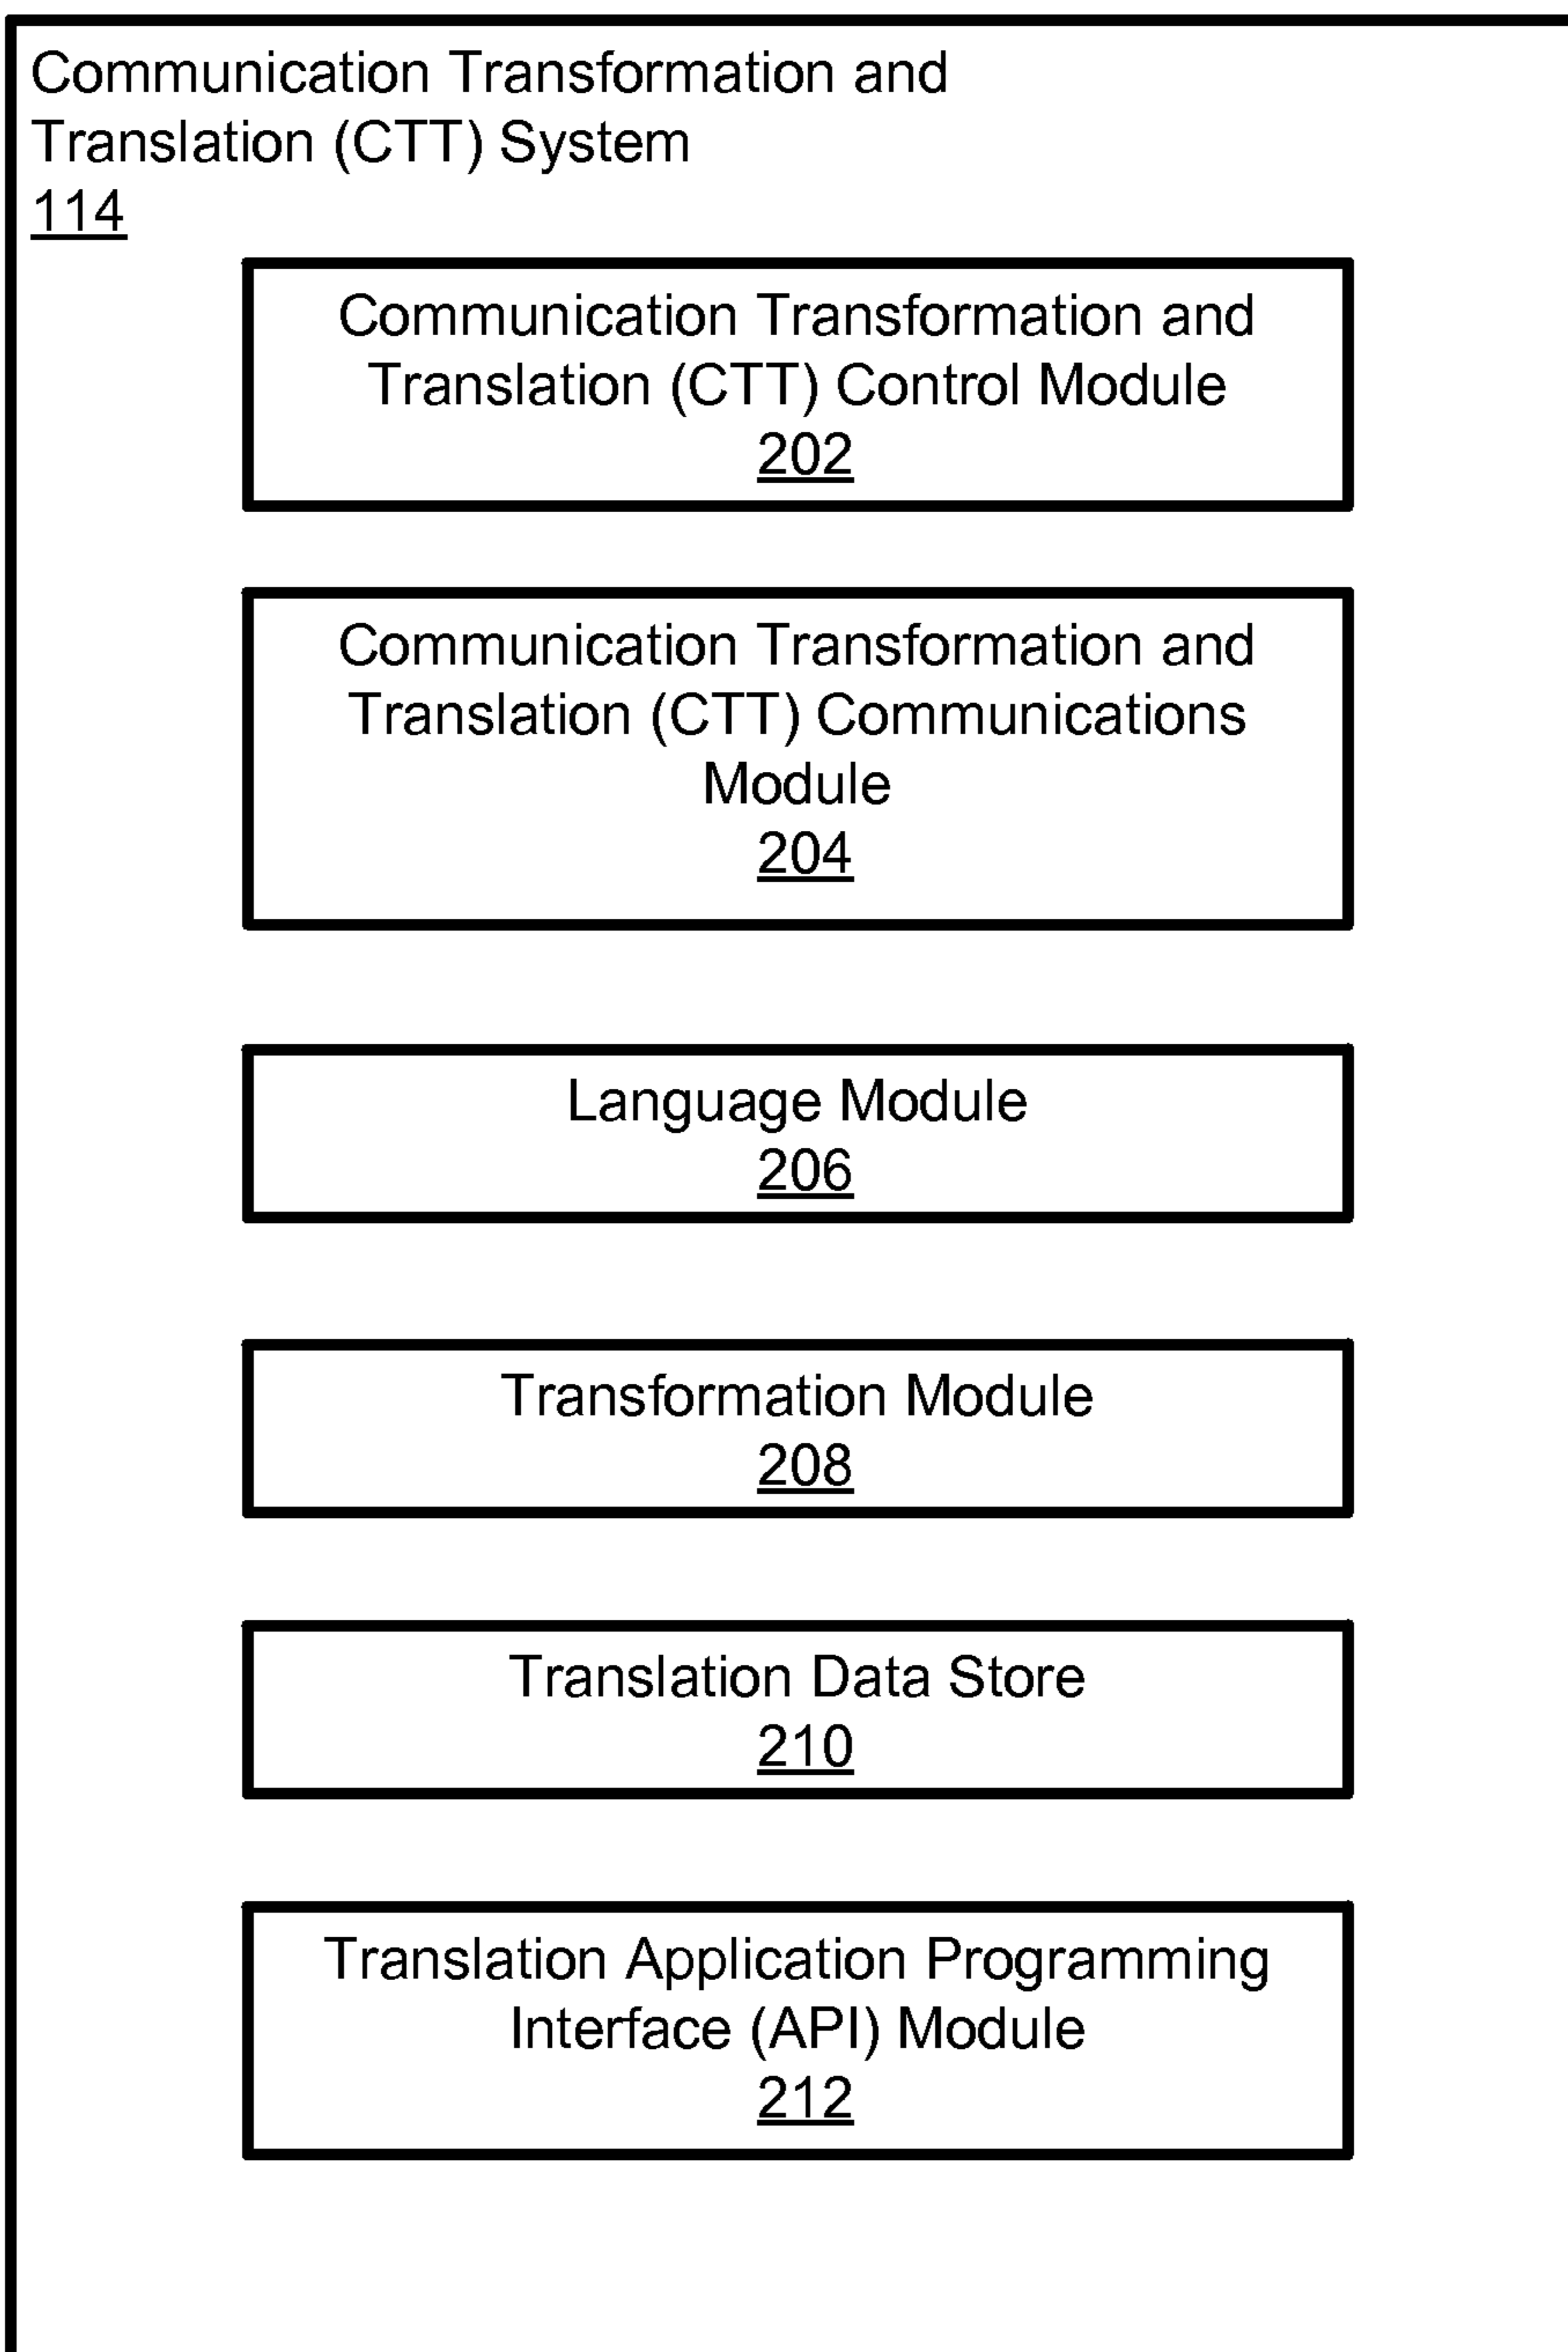 Communication Transformation and
Translation (CTT) System
114
Communication Transformation and
Translation (CTT) Control Module
202
Communication Transformation and
Translation (CTT) Communications
Module
204
Language Module
206
Transformation Module
208
Translation Data Store
210
Translation Application Programming
Interface (API) Module
212